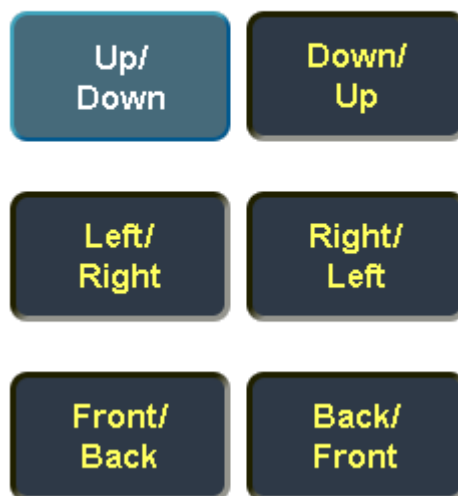 Up/
Down
Down/
Up
Left/
Right
Right/
Left
Front/
Back
Back/
Front